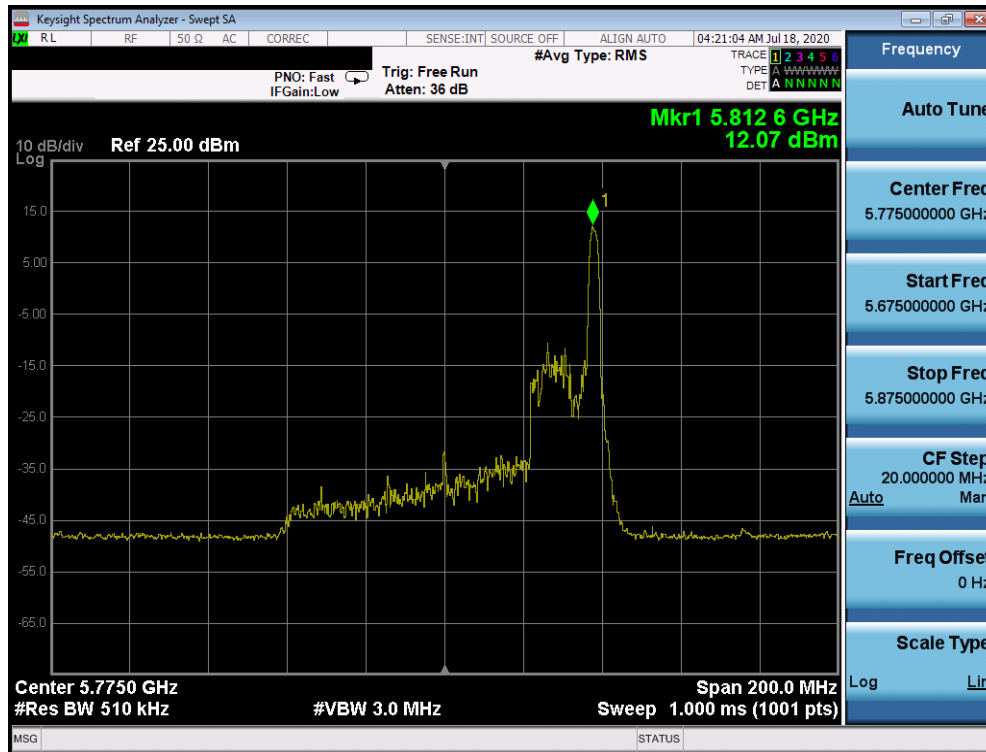 Keysight Spectrum Analyzer - Swept SA
LXI RL RF 50 Ω AC CORREC SENSE:INT SOURCE OFF ALIGN AUTO 04:21:04 AM Jul 18, 2020
PNO: Fast
IFGain:Low
Trig: Free Run
Atten: 36 dB
#Avg Type: RMS
TRACE 1 2 3 4 5 6
TYPE A WWWWW
DET A N N N N N
Mkr1 5.812 6 GHz
12.07 dBm
10 dB/div
Log
Ref 25.00 dBm
1
15.0
5.00
-5.00
-15.0
-25.0
-35.0
-45.0
-55.0
-65.0
Center 5.7750 GHz
Span 200.0 MHz
#Res BW 510 kHz
#VBW 3.0 MHz
Sweep 1.000 ms (1001 pts)
MSG
STATUS
Frequency
Auto Tune
Center Freq
5.775000000 GHz
Start Freq
5.675000000 GHz
Stop Freq
5.875000000 GHz
CF Step
20.000000 MHz
Auto Man
Freq Offset
0 Hz
Scale Type
Log Lin